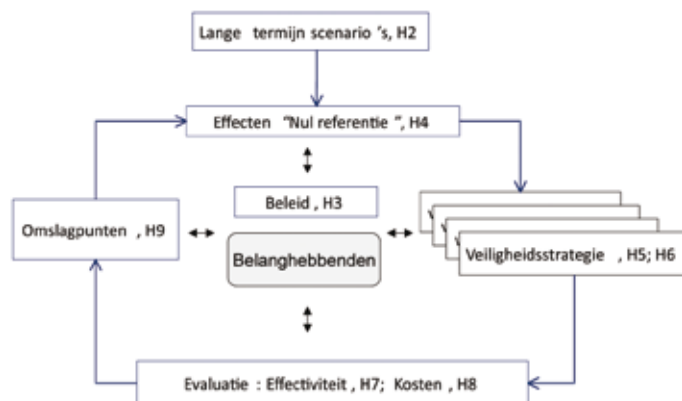 Lange termijn scenario 's, H2
Effecten "Nul referentie ", H4
Beleid , H3
Omslagpunten , H9
Belanghebbenden
Veiligheidsstrategie , H5; H6
Evaluatie : Effectiviteit , H7; Kosten , H8